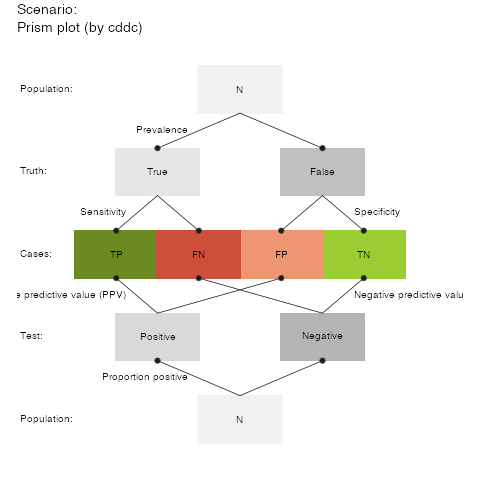 Scenario:
Prism plot (by cddc)
Population:
N
Prevalence
Truth:
True
False
Sensitivity
Specificity
Cases:
TP
FN
FP
TN
e predictive value (PPV)
Negative predictive valu
Test:
Positive
Negative
Proportion positive
Population:
N